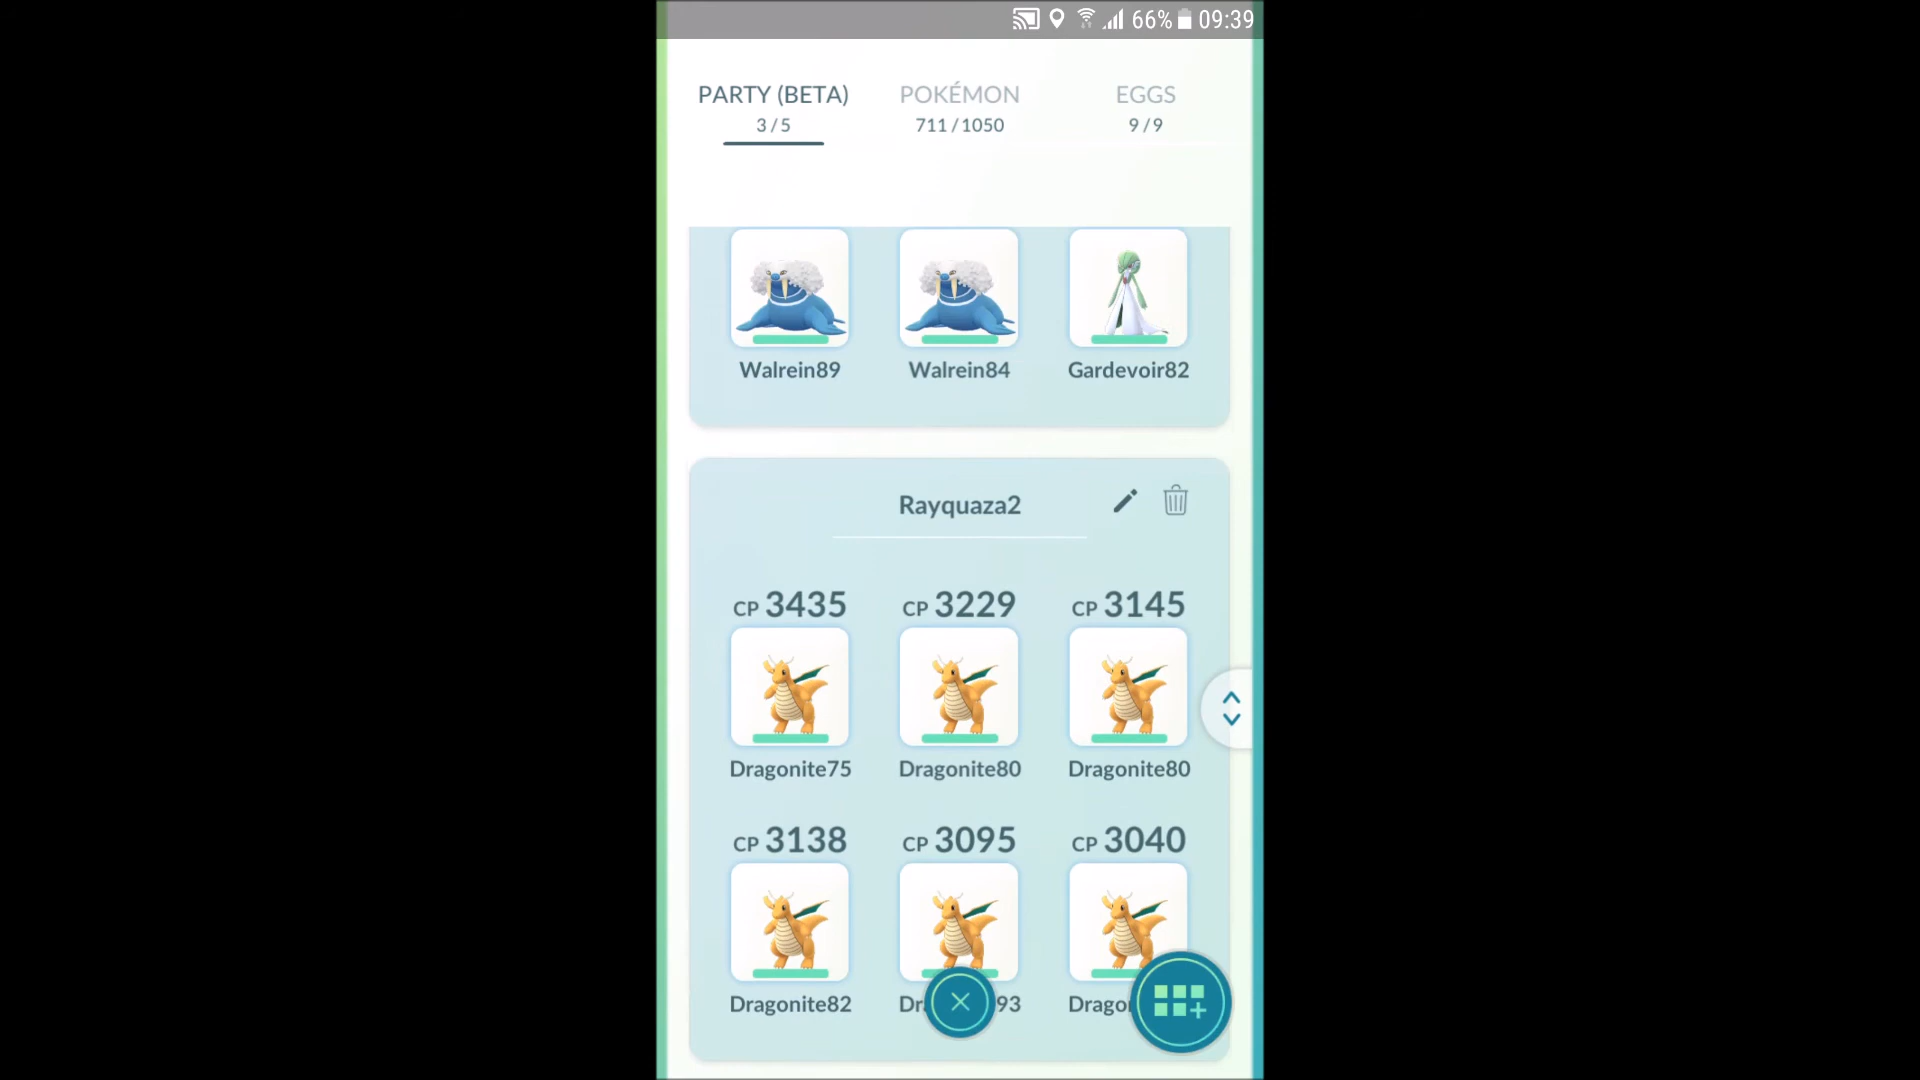 66% 09:39
PARTY (BETA) POKÉMON EGGS
3 / 5 711 / 1050 9 / 9
Walrein89 Walrein84 Gardevoir82
Rayquaza2
CP 3435 CP 3229 CP 3145
Dragonite75 Dragonite80 Dragonite80
CP 3138 CP 3095 CP 3040
Dragonite82 93